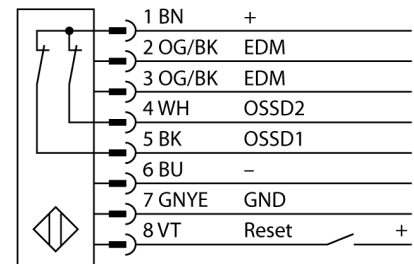 1 BN +
2 OG/BK EDM
3 OG/BK EDM
4 WH OSSD2
5 BK OSSD1
6 BU –
7 GNYE GND
8 VT Reset +